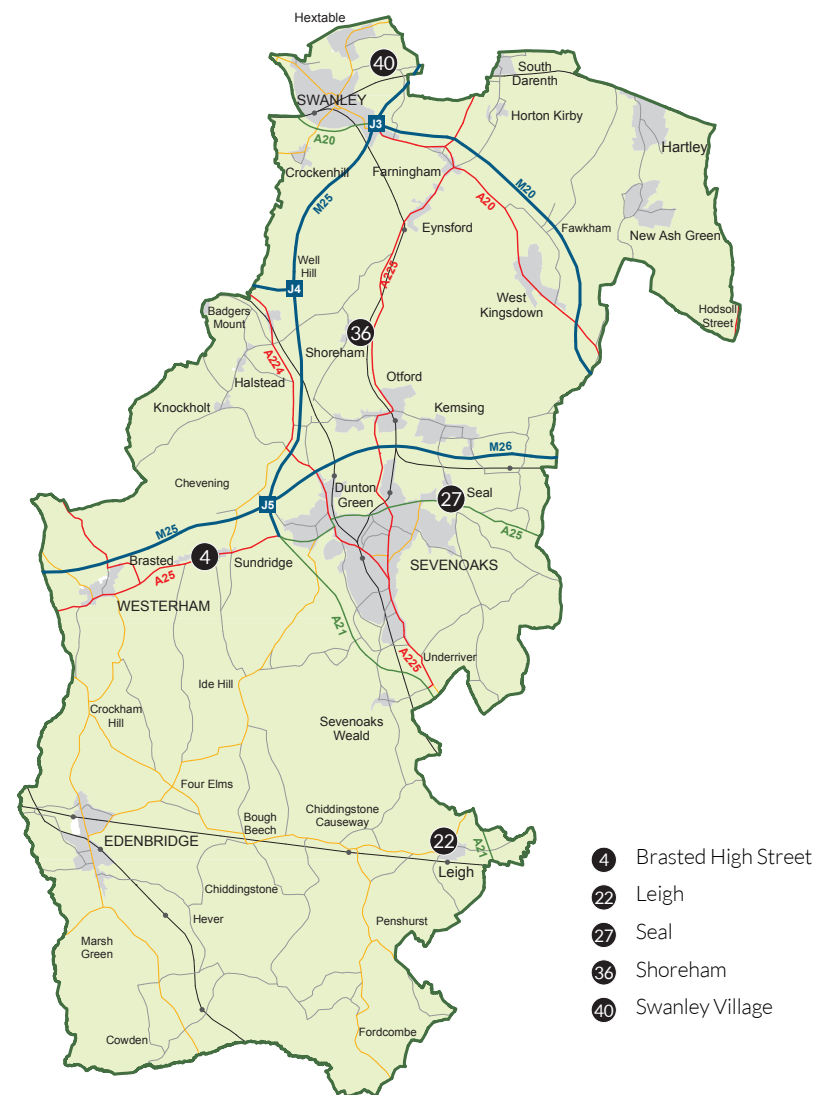 Hextable
40
South
Darenth
SWANLEY
Horton Kirby
J3
A20
Hartley
Crockenhill
Farningham
M20
M25
A20
Eynsford
Fawkham
New Ash Green
Well
Hill
A225
J4
West
Kingsdown
Hodsoll
Street
Badgers
Mount
36
Shoreham
A224
Otford
Halstead
Knockholt
Kemsing
M26
Chevening
Dunton
Green
27
Seal
J5
M25
A25
Brasted
4
Sundridge
SEVENOAKS
A25
WESTERHAM
A21
A225
Underriver
Ide Hill
Crockham
Hill
Sevenoaks
Weald
Four Elms
Bough
Beech
Chiddingstone
Causeway
EDENBRIDGE
22
A21
Leigh
Chiddingstone
Hever
Penshurst
Marsh
Green
Cowden
Fordcombe
4 Brasted High Street
22 Leigh
27 Seal
36 Shoreham
40 Swanley Village